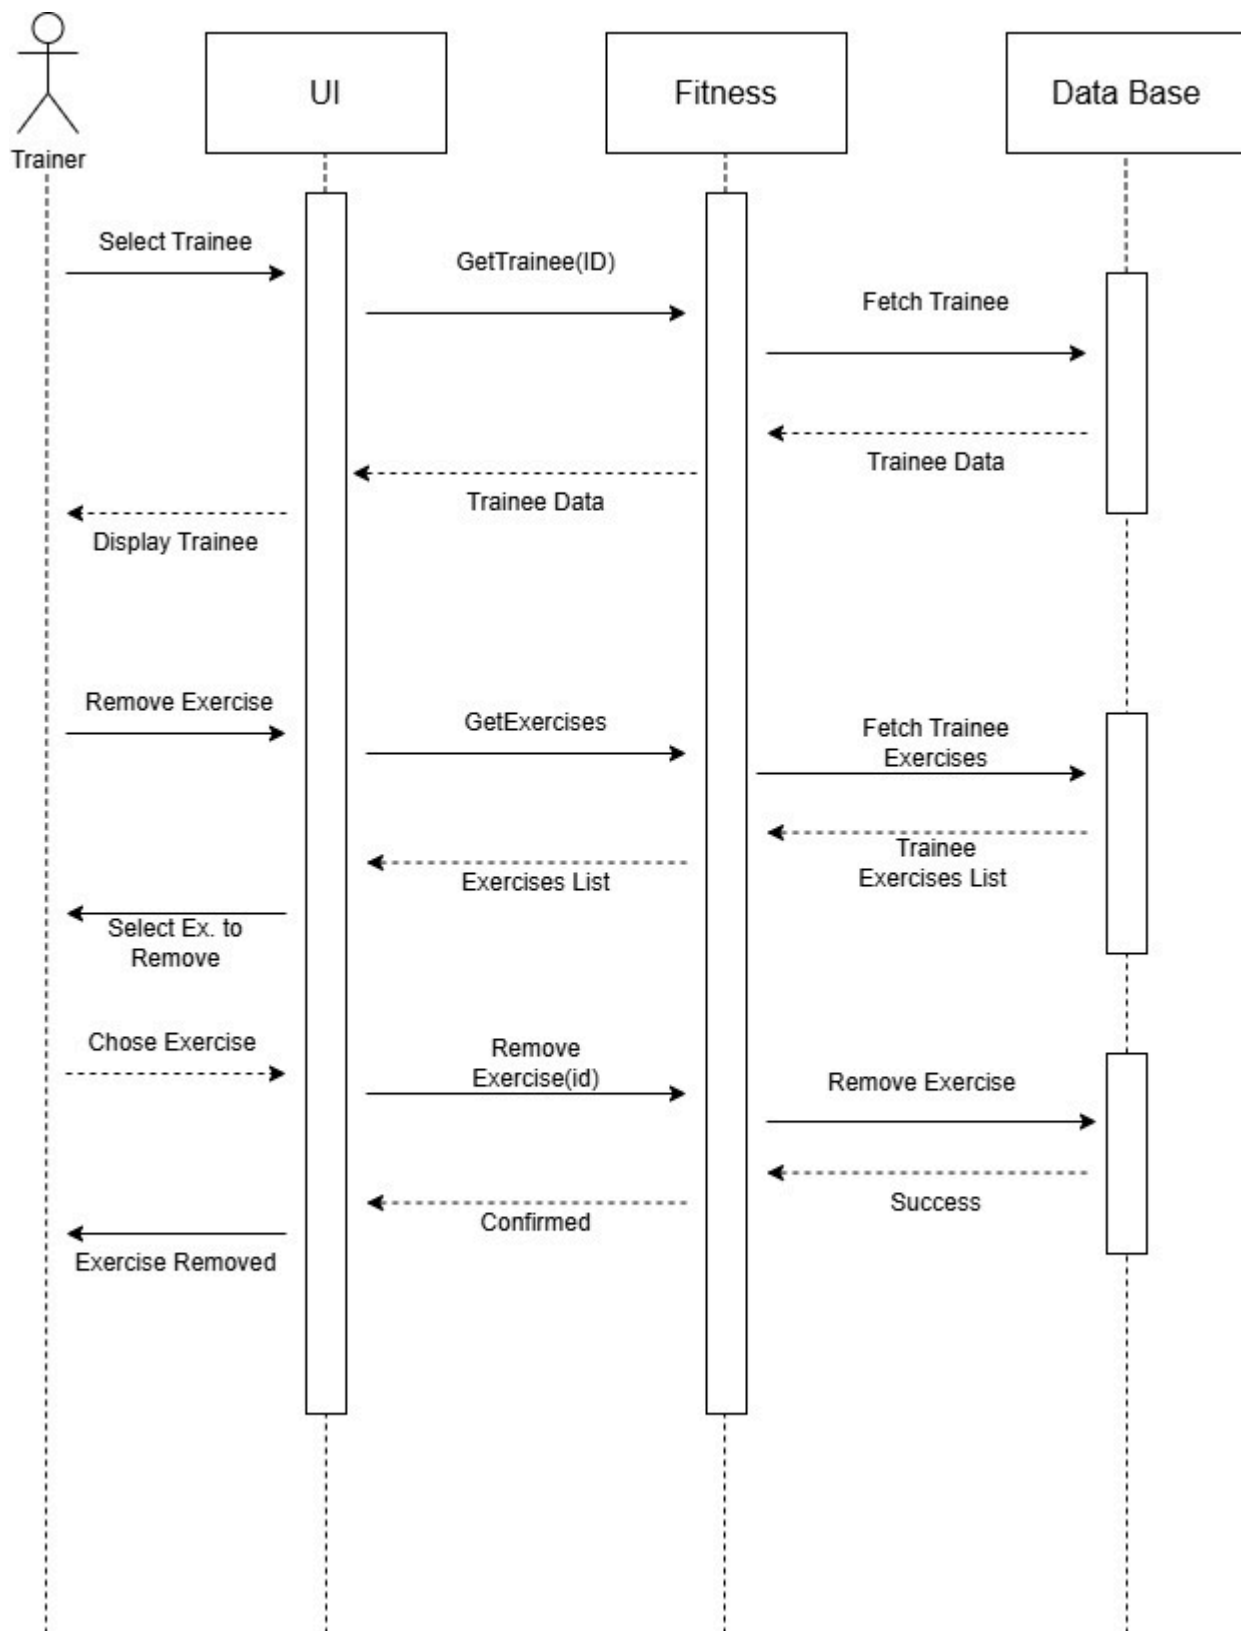 UI
Fitness
Data Base
Trainer
Select Trainee
GetTrainee(ID)
Fetch Trainee
Trainee Data
Trainee Data
Display Trainee
Remove Exercise
GetExercises
Fetch Trainee
Exercises
Trainee
Exercises List
Exercises List
Select Ex. to
Remove
Chose Exercise
Remove
Exercise(id)
Remove Exercise
Success
Confirmed
Exercise Removed